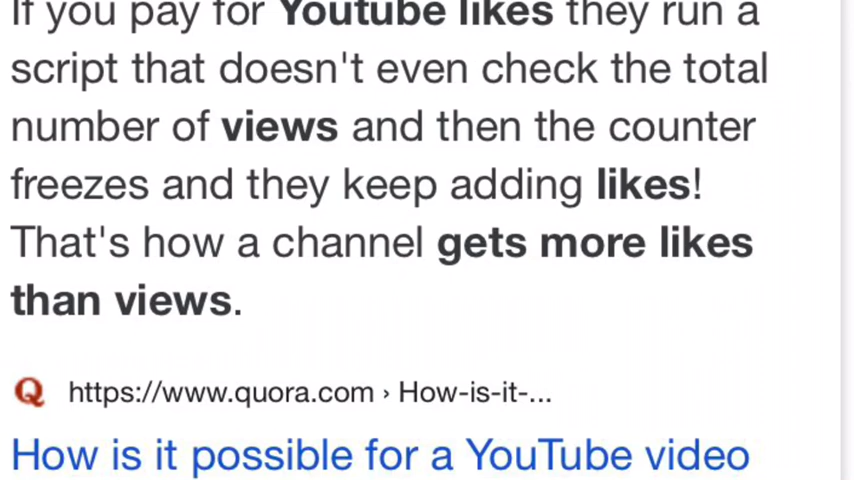 If you pay for Youtube likes they run a
script that doesn't even check the total
number of views and then the counter
freezes and they keep adding likes!
That's how a channel gets more likes
than views.
https://www.quora.com › How-is-it-...
How is it possible for a YouTube video